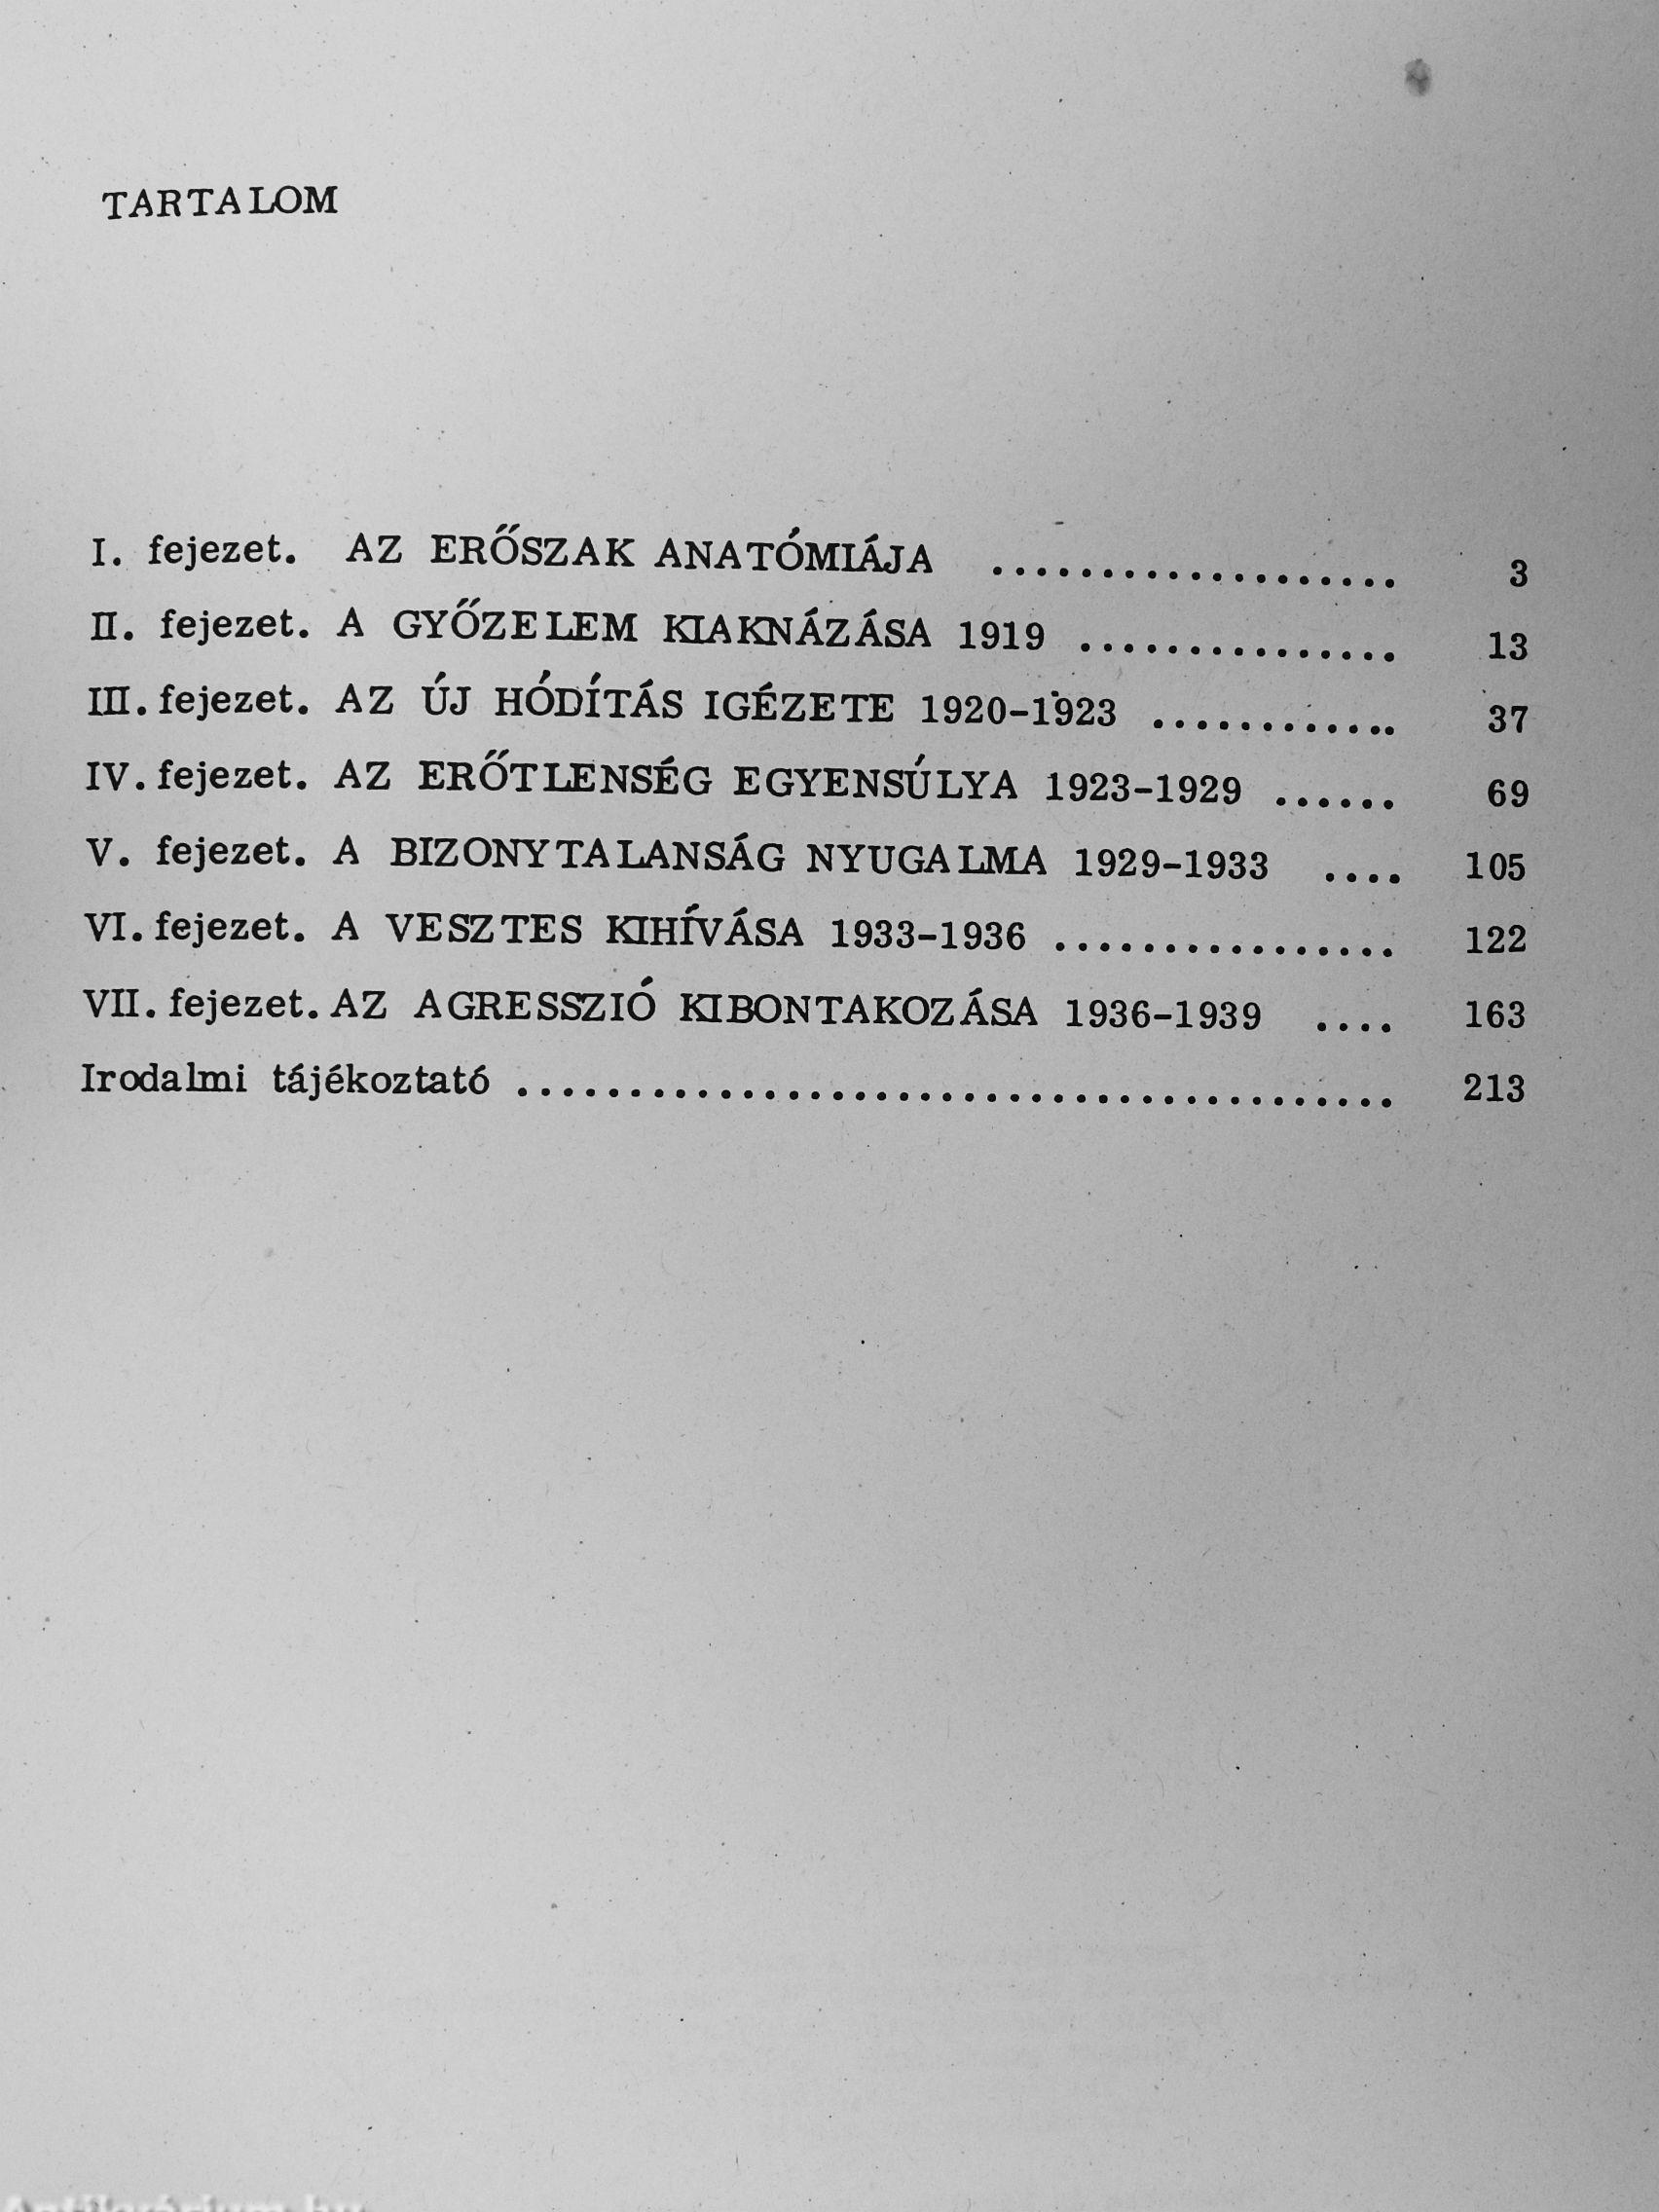 TARTALOM
I. fejezet. AZ ERŐSZAK ANATÓMIÁJA ................... 3
II. fejezet. A GYŐZELEM KIAKNÁZÁSA 1919 ............... 13
III. fejezet. AZ ÚJ HÓDÍTÁS IGÉZETE 1920-1923 ............ 37
IV. fejezet. AZ ERŐTLENSÉG EGYENSÚLYA 1923-1929 ...... 69
V. fejezet. A BIZONYTALANSÁG NYUGALMA 1929-1933 .... 105
VI. fejezet. A VESZTES KIHÍVÁSA 1933-1936 ................ 122
VII. fejezet. AZ AGRESSZIÓ KIBONTAKOZÁSA 1936-1939 .... 163
Irodalmi tájékoztató ........................................ 213